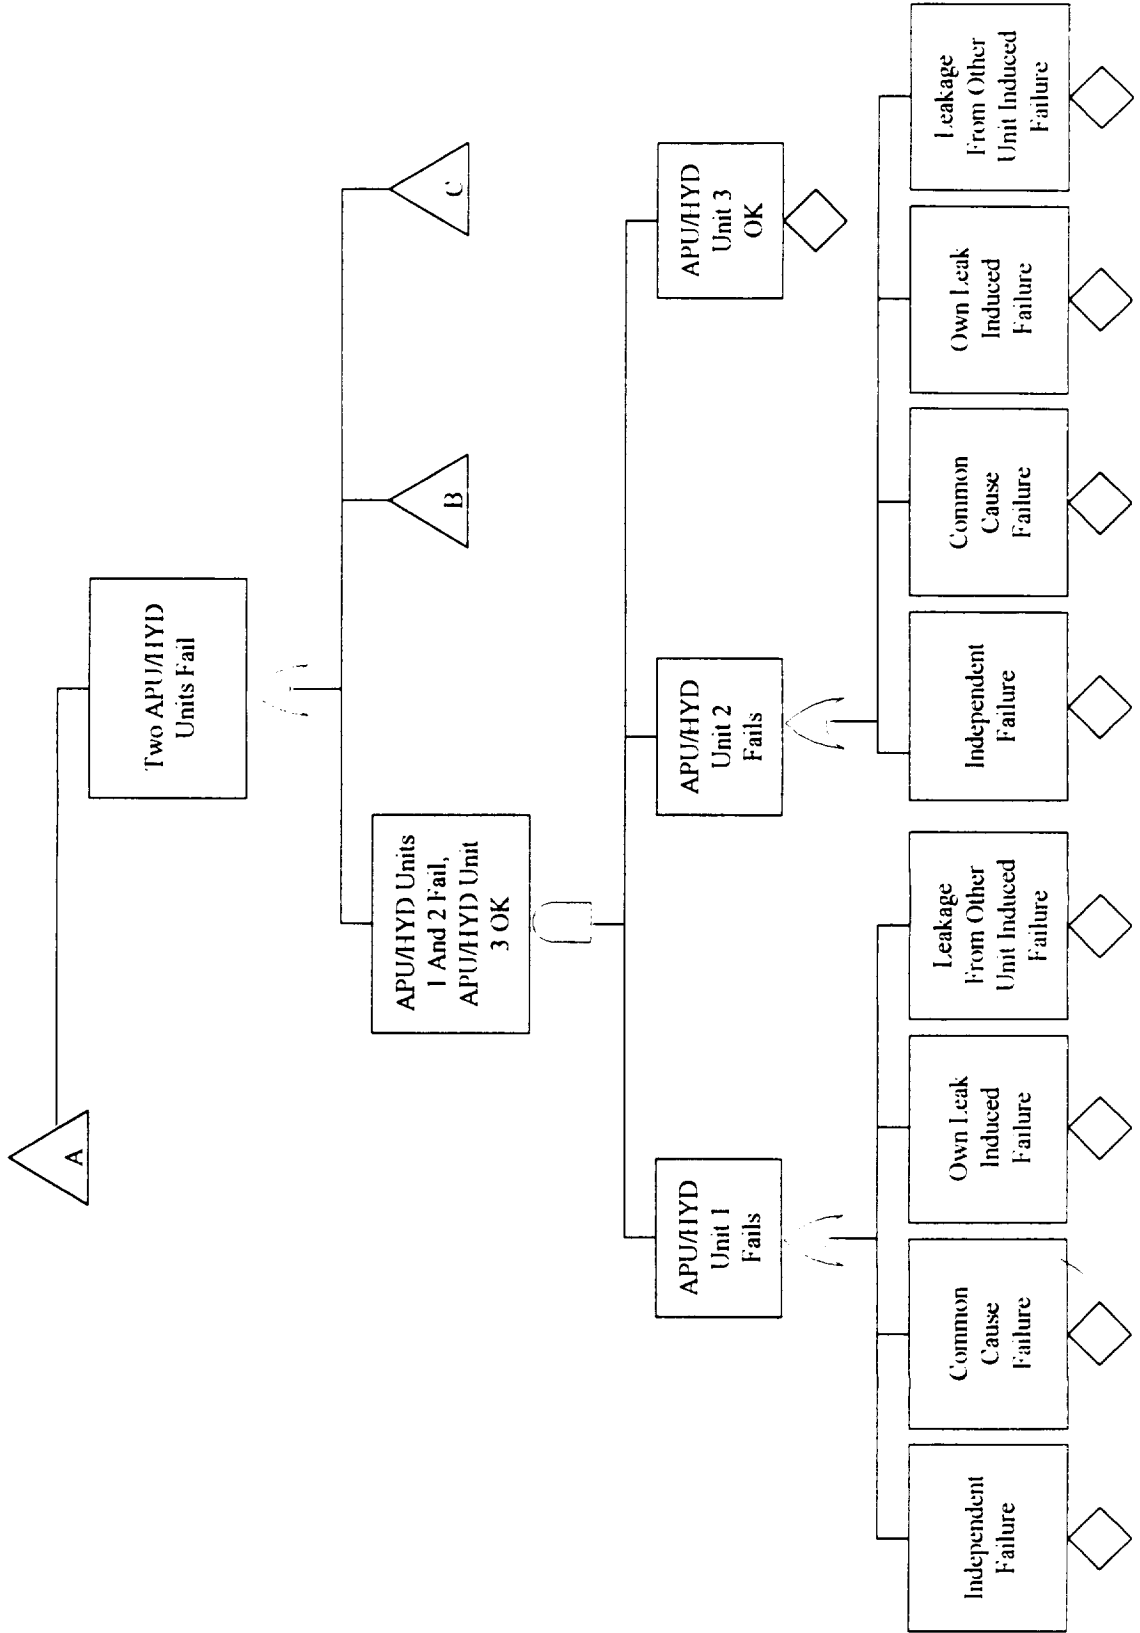 A
Two APU/HYD
Units Fail
APU/HYD Units
1 And 2 Fail,
APU/HYD Unit
3 OK
B
C
APU/HYD
Unit 1
Fails
APU/HYD
Unit 2
Fails
APU/HYD
Unit 3
OK
Independent
Failure
Common
Cause
Failure
Own Leak
Induced
Failure
Leakage
From Other
Unit Induced
Failure
Independent
Failure
Common
Cause
Failure
Own Leak
Induced
Failure
Leakage
From Other
Unit Induced
Failure